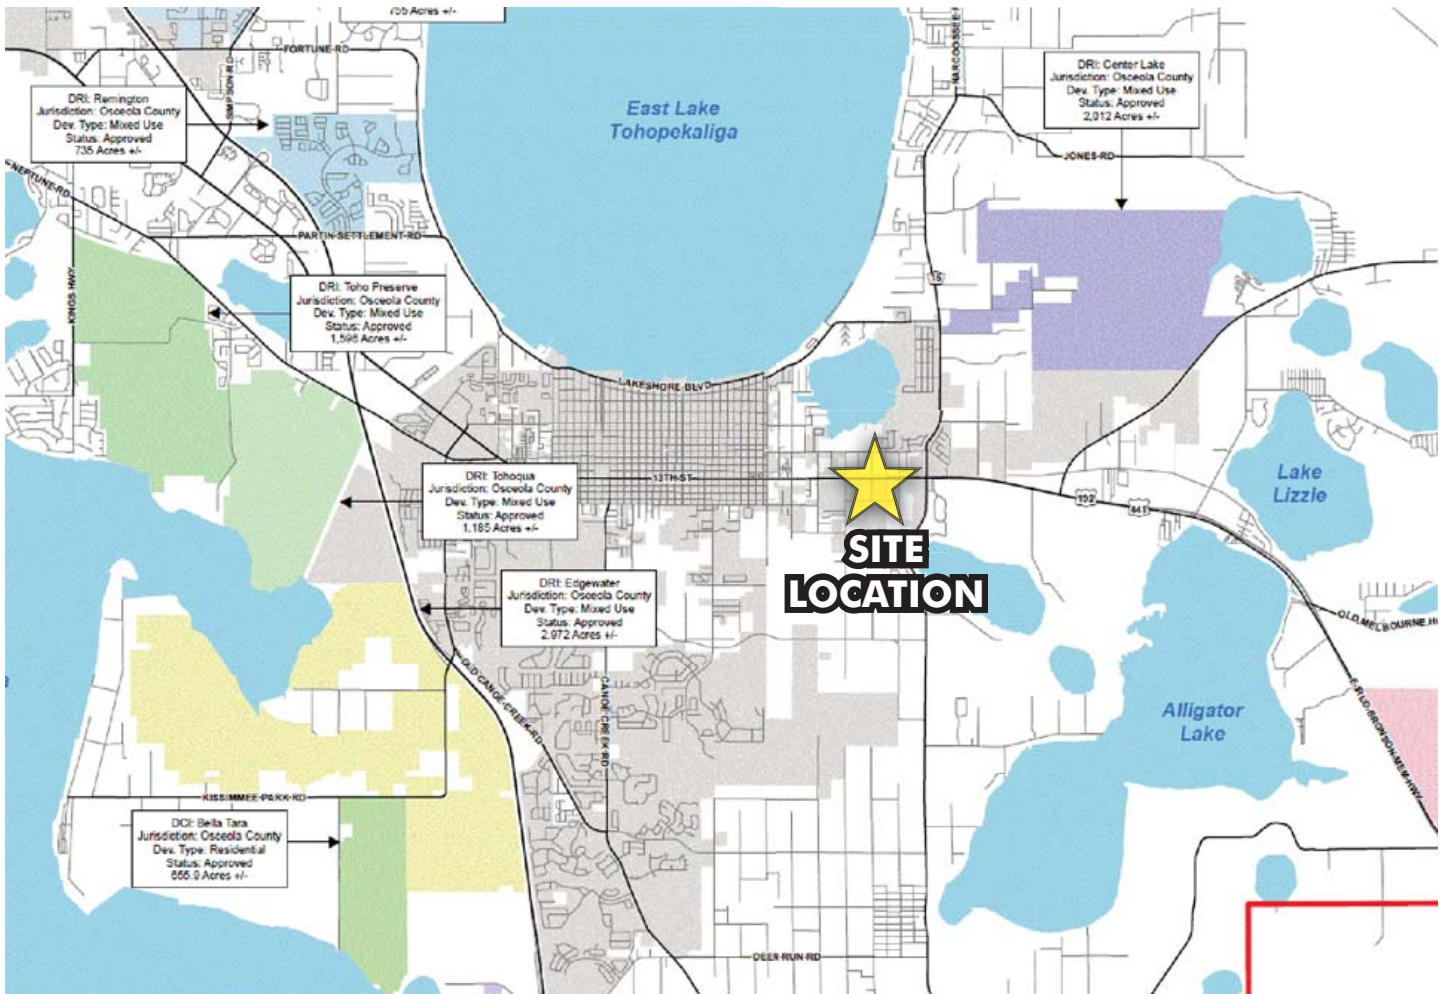 755 Acres +/-
FORTUNE-RD
SIMPSON-RD
NARCOOSSEE-R
DRI: Center Lake
Jurisdiction: Osceola County
Dev. Type: Mixed Use
Status: Approved
2,012 Acres +/-
DRI: Remington
Jurisdiction: Osceola County
Dev. Type: Mixed Use
Status: Approved
735 Acres +/-
East Lake
Tohopekaliga
JONES-RD
NEPTUNE-RD
PARTIN-SETTLEMENT-RD
KINGS-HWY
15
DRI: Toho Preserve
Jurisdiction: Osceola County
Dev. Type: Mixed Use
Status: Approved
1,595 Acres +/-
LAKESHORE-BLVD
DRI: Tohoqua
Jurisdiction: Osceola County
Dev. Type: Mixed Use
Status: Approved
1,185 Acres +/-
13TH-ST
192
441
Lake
Lizzie
SITE
LOCATION
DRI: Edgewater
Jurisdiction: Osceola County
Dev. Type: Mixed Use
Status: Approved
2,972 Acres +/-
OLD-MELBOURNE-H
OLD-CANOE-CREEK-RD
CANOE-CREEK-RD
E-RLO-BRONSON-MEM-HWY
Alligator
Lake
KISSIMMEE-PARK-RD
DCI: Bella Tara
Jurisdiction: Osceola County
Dev. Type: Residential
Status: Approved
655.9 Acres +/-
DEER-RUN-RD